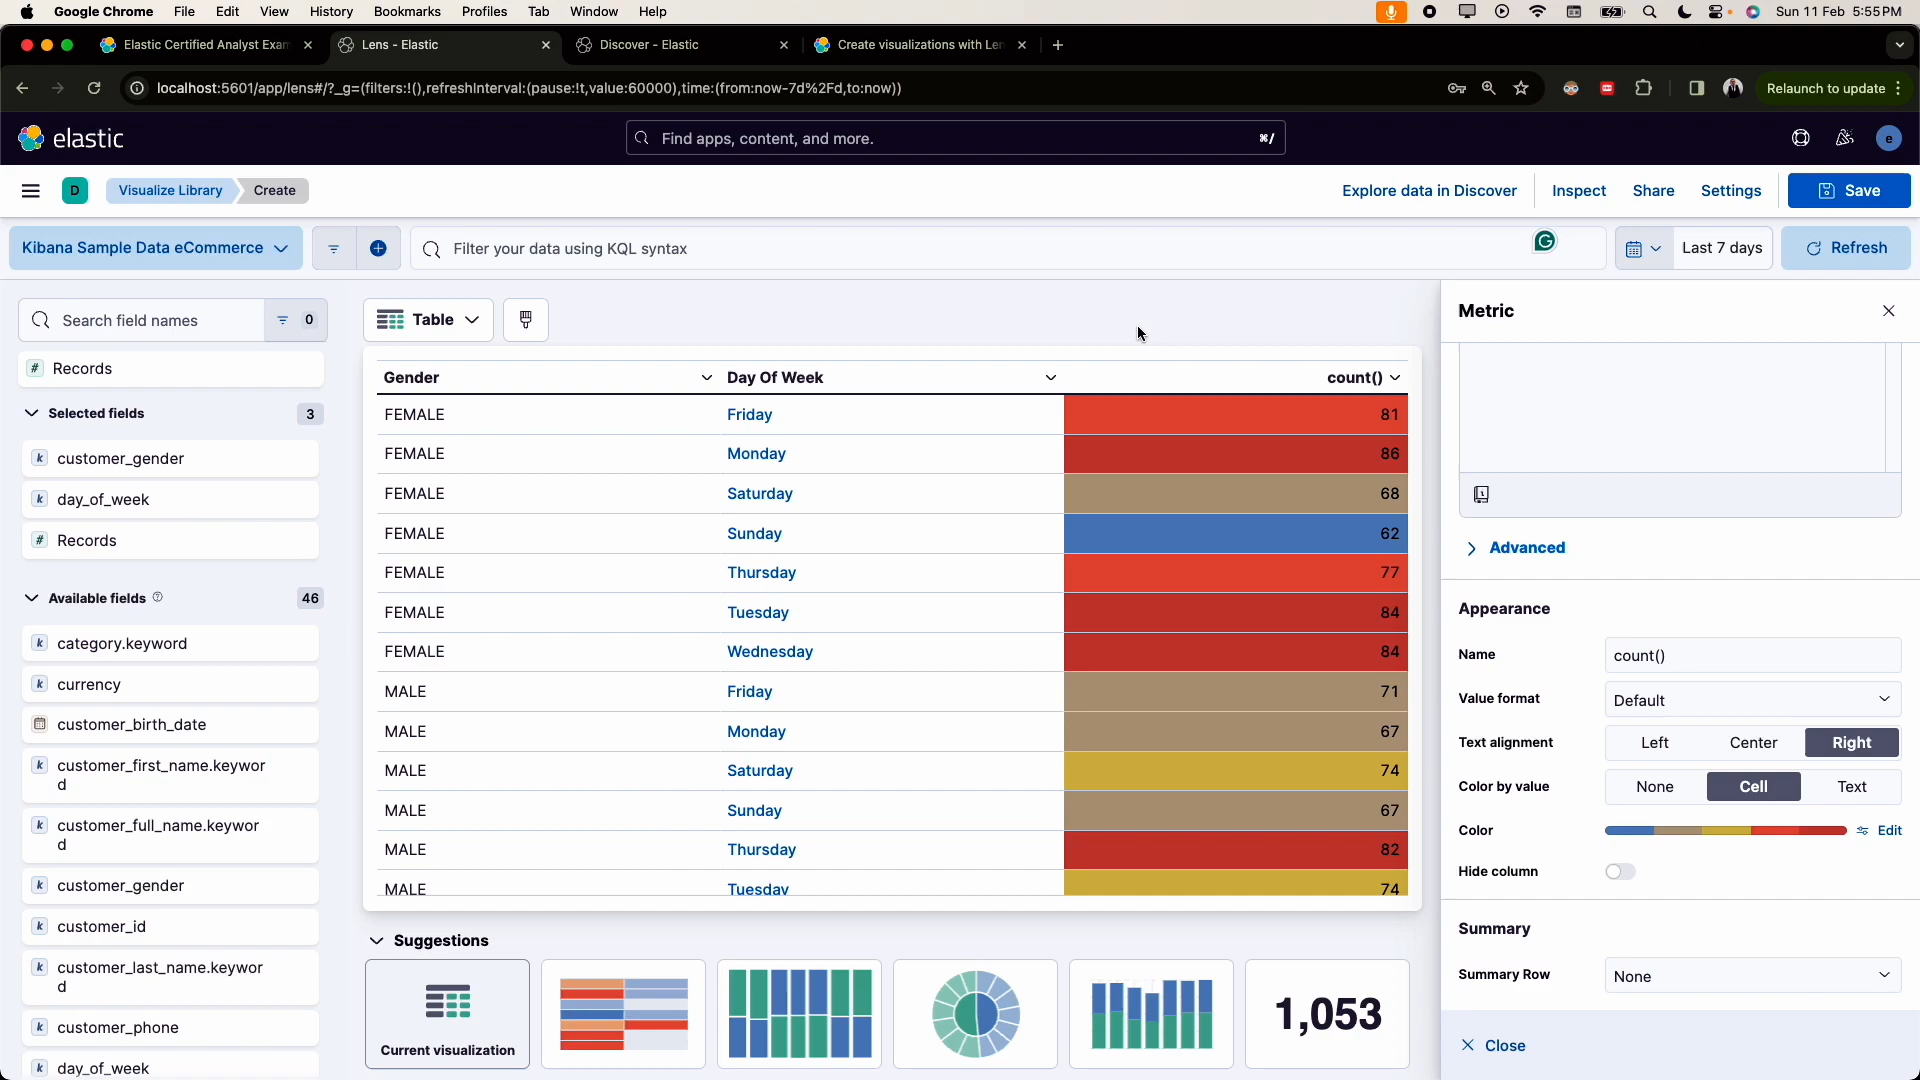 Google Chrome File Edit View History Bookmarks Profiles Tab Window Help Sun 11 Feb 5:55 PM
Elastic Certified Analyst Exam Lens - Elastic Discover - Elastic Create visualizations with Len
localhost:5601/app/lens#/?_g=(filters:!(),refreshInterval:(pause:!t,value:60000),time:(from:now-7d%2Fd,to:now)) Relaunch to update
elastic Find apps, content, and more. ⌘/ e
D Visualize Library Create Explore data in Discover Inspect Share Settings Save
Kibana Sample Data eCommerce Filter your data using KQL syntax Last 7 days Refresh
Search field names 0
Table
Metric
# Records
Selected fields 3
k customer_gender
k day_of_week
# Records
Available fields 46
k category.keyword
k currency
customer_birth_date
k customer_first_name.keywor
d
k customer_full_name.keywor
d
k customer_gender
k customer_id
k customer_last_name.keywor
d
k customer_phone
k day_of_week
Gender Day Of Week count()
FEMALE Friday 81
FEMALE Monday 86
FEMALE Saturday 68
FEMALE Sunday 62
FEMALE Thursday 77
FEMALE Tuesday 84
FEMALE Wednesday 84
MALE Friday 71
MALE Monday 67
MALE Saturday 74
MALE Sunday 67
MALE Thursday 82
MALE Tuesday 74
Suggestions
Current visualization
1,053
Advanced
Appearance
Name count()
Value format Default
Text alignment Left Center Right
Color by value None Cell Text
Color Edit
Hide column
Summary
Summary Row None
Close